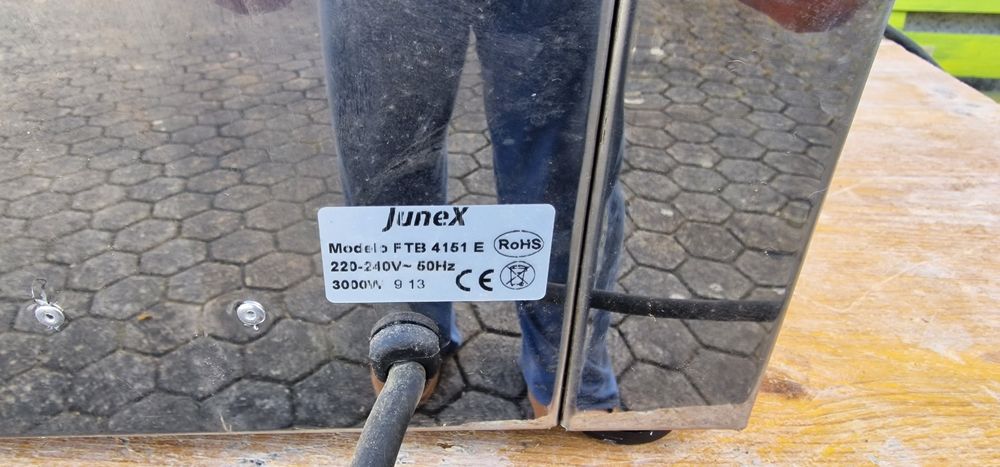 JuneX
Modelo FTB 4151 E
RoHS
220-240V~ 50Hz
3000W 9 13
CE